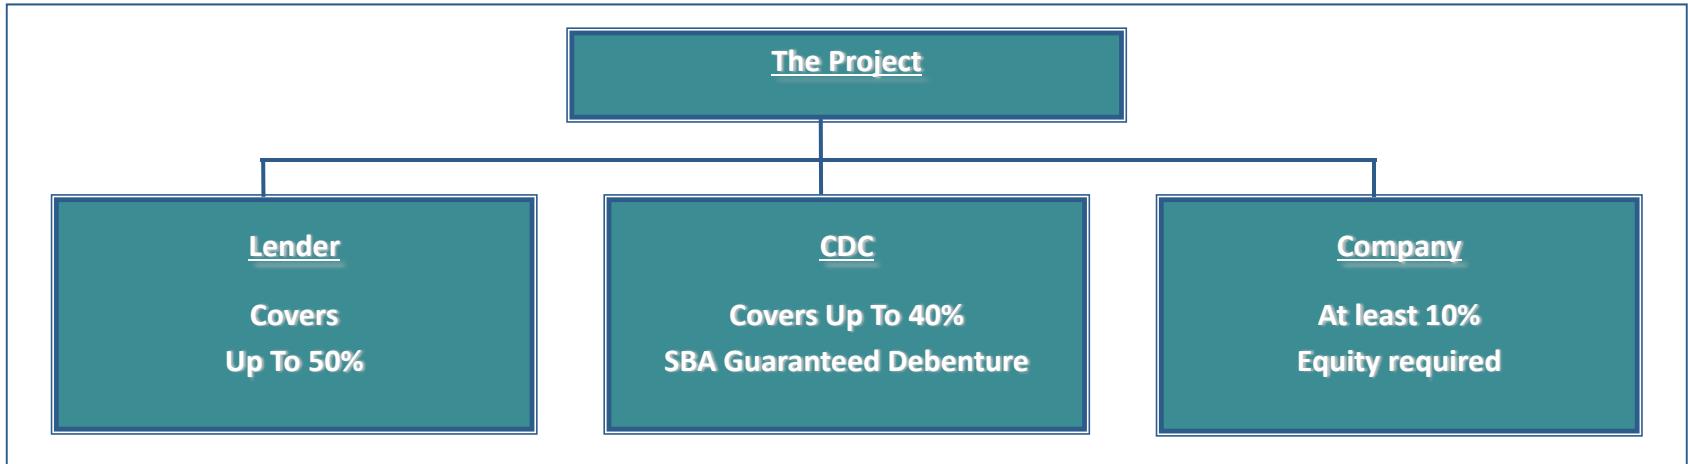 The Project
Lender
Covers
Up To 50%
CDC
Covers Up To 40%
SBA Guaranteed Debenture
Company
At least 10%
Equity required